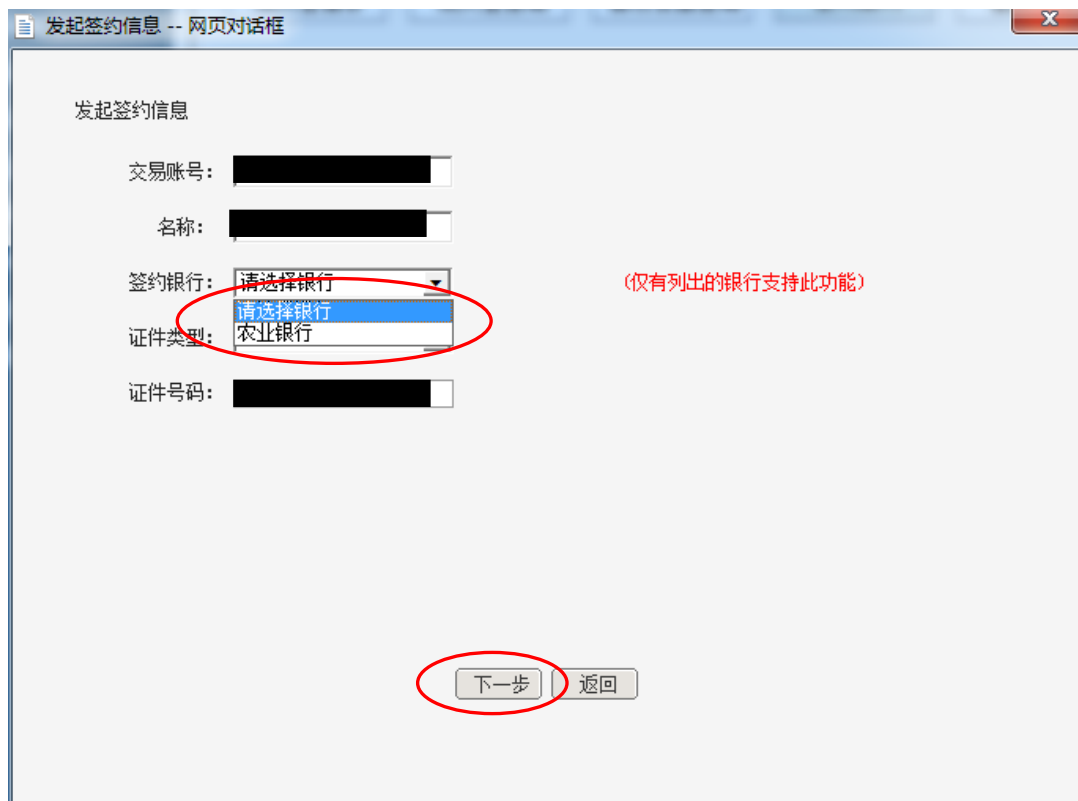 发起签约信息 -- 网页对话框
发起签约信息
交易账号：
名称：
签约银行： 请选择银行 （仅有列出的银行支持此功能）
请选择银行
证件类型： 农业银行
证件号码：
下一步 返回